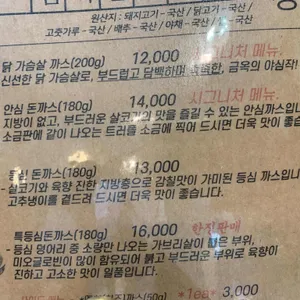 원산지 : 돼지고기 - 국산 / 닭고기 - 국산 /
고춧가루 - 국산 / 배추 - 국산 / 야채 - 국산 /
닭 가슴살 까스(200g) 12,000 시그니처 메뉴.
신선한 닭 가슴살로, 부드럽고 담백하며 금옥의 야심작!
안심 돈까스(180g) 14,000 시그니처 메뉴.
지방이 없고, 부드러운 살코기의 맛을 즐길 수 있는 안심까스입니
소금판에 같이 나오는 트러플 소금에 찍어 드시면 더욱 맛이 좋습
등심 돈까스(180g) 13,000
- 살코기와 육향 진한 지방층으로 감칠맛이 가미된 등심 까스입니
고추냉이를 곁들여 드시면 더욱 맛이 좋습니다.
특등심돈까스(180g) 16,000 한정판매
- 등심 덩어리 중 소량만 나오는 가브리살이 붙은 부위,
미오글로빈이 많이 함유되어 붉고 부드러운 부위로 육향이
진하고 고소한 맛이 일품입니다.
까스(50g) 3,000